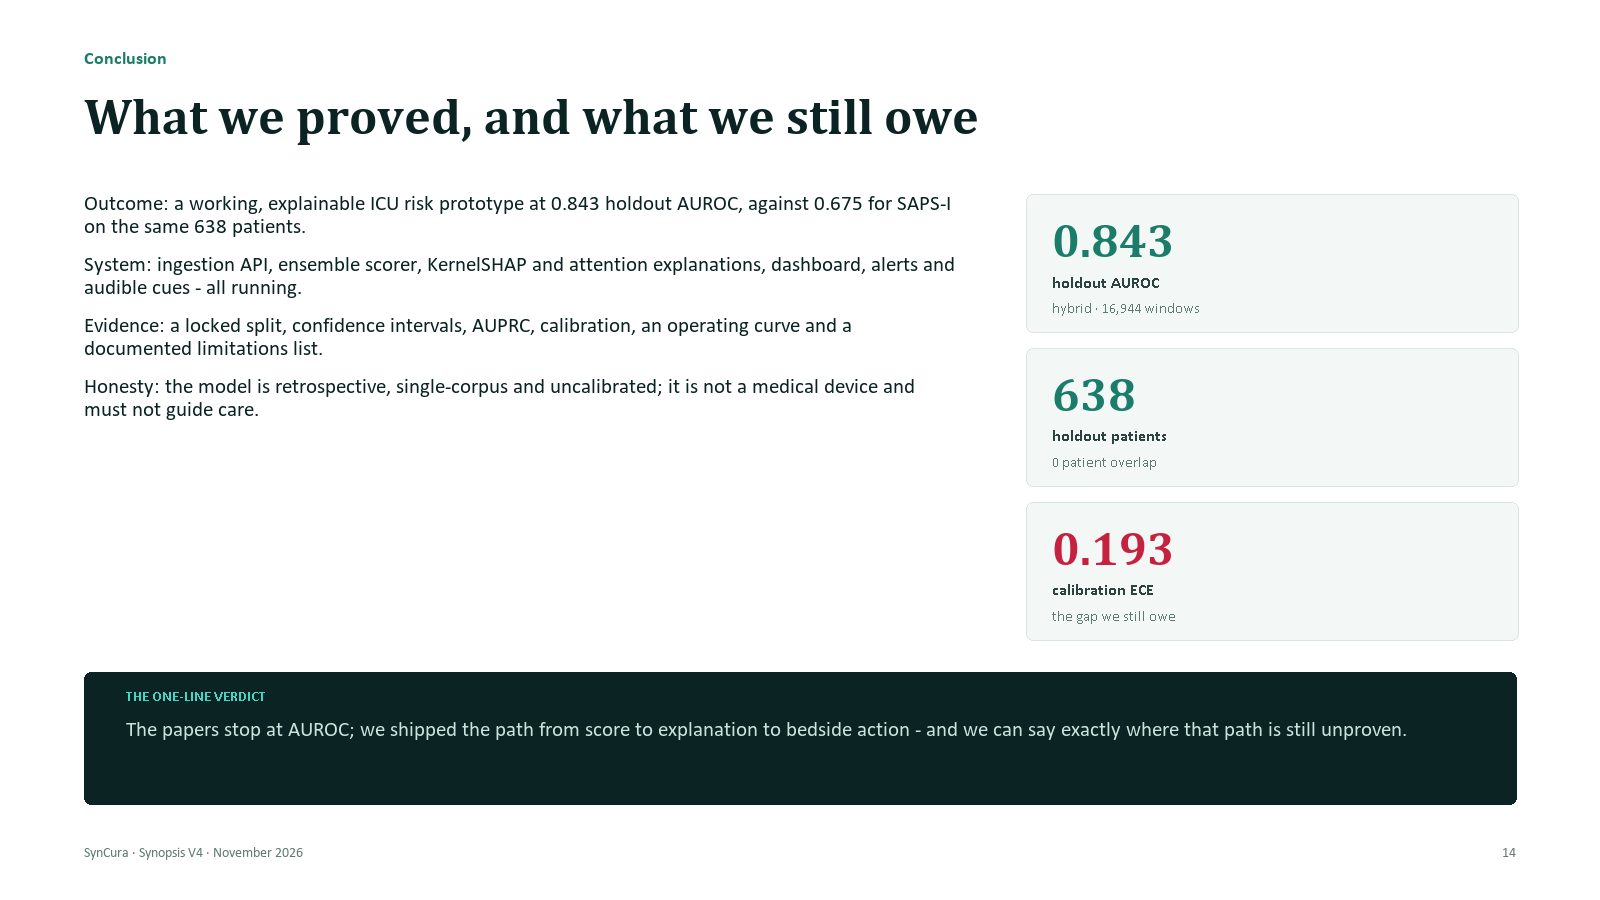 Conclusion
What we proved, and what we still owe
Outcome: a working, explainable ICU risk prototype at 0.843 holdout AUROC, against 0.675 for SAPS-I
on the same 638 patients.
System: ingestion API, ensemble scorer, KernelSHAP and attention explanations, dashboard, alerts and
audible cues - all running.
Evidence: a locked split, confidence intervals, AUPRC, calibration, an operating curve and a
documented limitations list.
Honesty: the model is retrospective, single-corpus and uncalibrated; it is not a medical device and
must not guide care.
0.843
holdout AUROC
hybrid · 16,944 windows
638
holdout patients
0 patient overlap
0.193
calibration ECE
the gap we still owe
THE ONE-LINE VERDICT
The papers stop at AUROC; we shipped the path from score to explanation to bedside action - and we can say exactly where that path is still unproven.
SynCura · Synopsis V4 · November 2026
14